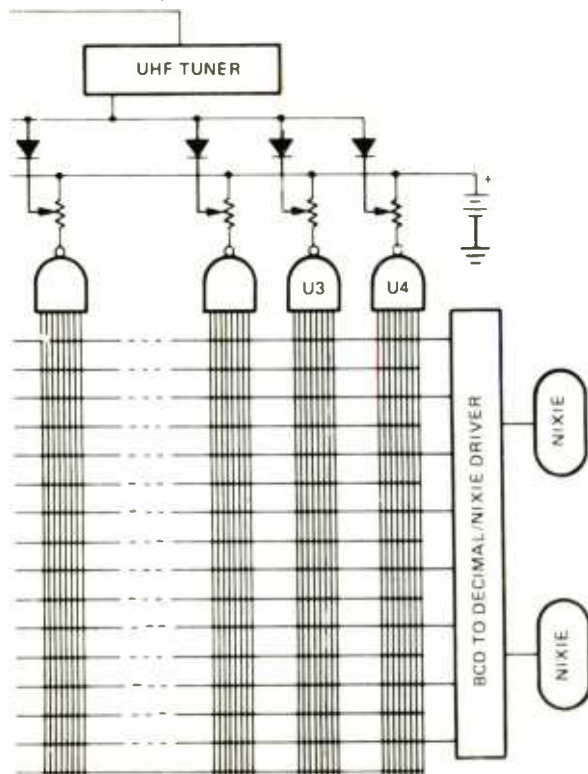 UHF TUNER
+
U3
U4
BCD TO DECIMAL/NIXIE DRIVER
NIXIE
NIXIE